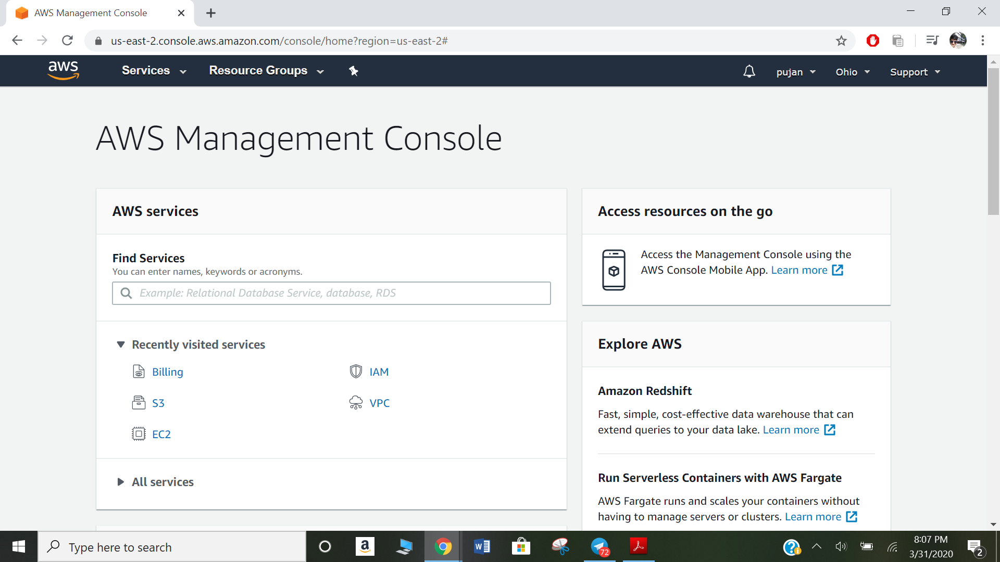 AWS Management Console
us-east-2.console.aws.amazon.com/console/home?region=us-east-2#
aws
Services
Resource Groups
pujan
Ohio
Support
AWS Management Console
AWS services
Find Services
You can enter names, keywords or acronyms.
Example: Relational Database Service, database, RDS
Recently visited services
Billing
IAM
S3
VPC
EC2
All services
Access resources on the go
Access the Management Console using the
AWS Console Mobile App. Learn more
Explore AWS
Amazon Redshift
Fast, simple, cost-effective data warehouse that can
extend queries to your data lake. Learn more
Run Serverless Containers with AWS Fargate
AWS Fargate runs and scales your containers without
having to manage servers or clusters. Learn more
Type here to search
a
W
72
?
8:07 PM
3/31/2020
2